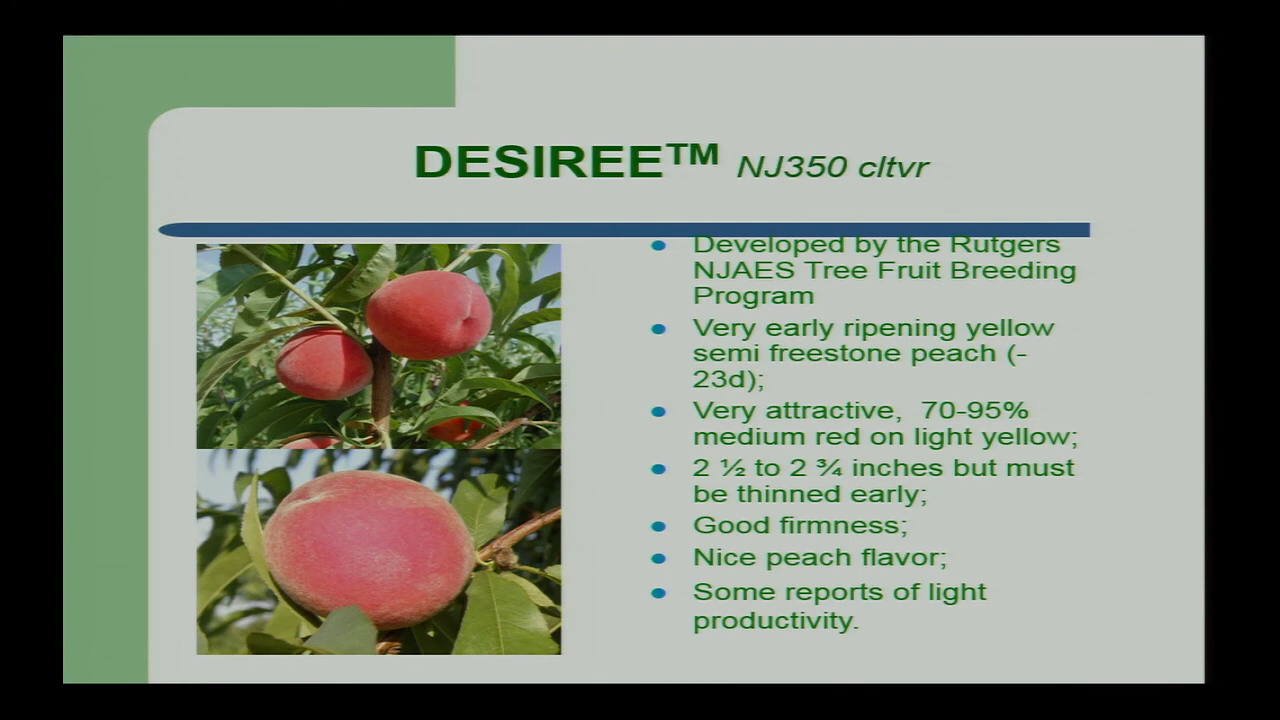 DESIREE™ NJ350 cltvr
Developed by the Rutgers
NJAES Tree Fruit Breeding
Program
Very early ripening yellow
semi freestone peach (-
23d);
Very attractive, 70-95%
medium red on light yellow;
2 ½ to 2 ¾ inches but must
be thinned early;
Good firmness;
Nice peach flavor;
Some reports of light
productivity.